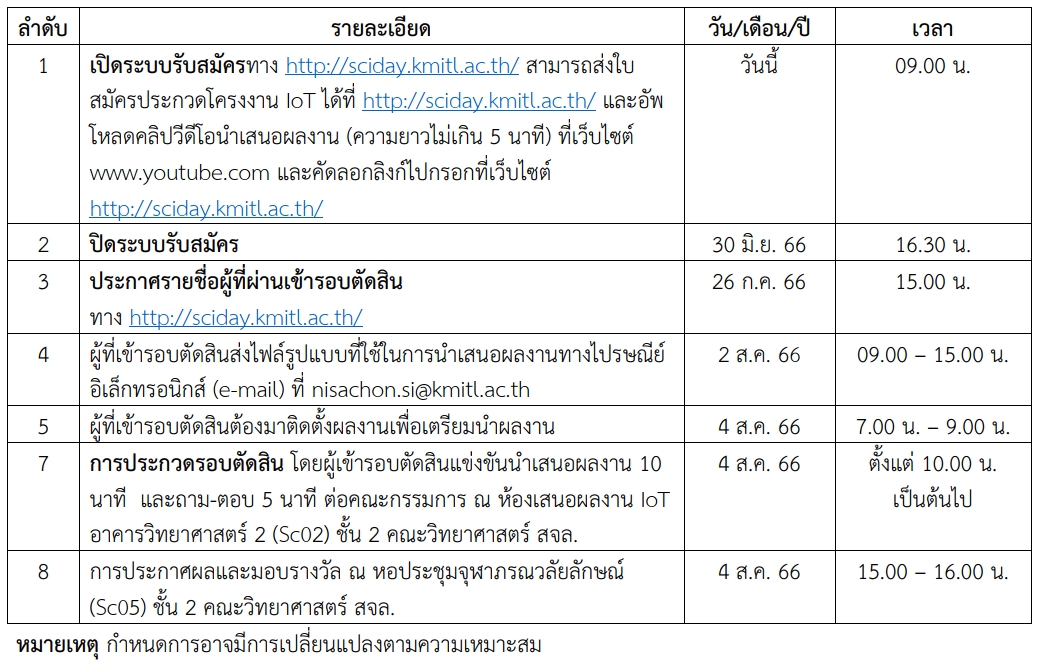 ลำดับ รายละเอียด วัน/เดือน/ปี เวลา
1 เปิดระบบรับสมัครทาง http://sciday.kmitl.ac.th/ สามารถส่งใบ วันนี้ 09.00 น.
สมัครประกวดโครงงาน IoT ได้ที่ http://sciday.kmitl.ac.th/ และอัพ
โหลดคลิปวีดีโอนำเสนอผลงาน (ความยาวไม่เกิน 5 นาที) ที่เว็บไซต์
www.youtube.com และคัดลอกลิงก์ไปกรอกที่เว็บไซต์
http://sciday.kmitl.ac.th/
2 ปิดระบบรับสมัคร 30 มิ.ย. 66 16.30 น.
3 ประกาศรายชื่อผู้ที่ผ่านเข้ารอบตัดสิน 26 ก.ค. 66 15.00 น.
ทาง http://sciday.kmitl.ac.th/
4 ผู้ที่เข้ารอบตัดสินส่งไฟล์รูปแบบที่ใช้ในการนำเสนอผลงานทางไปรษณีย์ 2 ส.ค. 66 09.00 – 15.00 น.
อิเล็กทรอนิกส์ (e-mail) ที่ nisachon.si@kmitl.ac.th
5 ผู้ที่เข้ารอบตัดสินต้องมาติดตั้งผลงานเพื่อเตรียมนำผลงาน 4 ส.ค. 66 7.00 น. – 9.00 น.
7 การประกวดรอบตัดสิน โดยผู้เข้ารอบตัดสินแข่งขันนำเสนอผลงาน 10 4 ส.ค. 66 ตั้งแต่ 10.00 น.
นาที และถาม-ตอบ 5 นาที ต่อคณะกรรมการ ณ ห้องเสนอผลงาน IoT เป็นต้นไป
อาคารวิทยาศาสตร์ 2 (Sc02) ชั้น 2 คณะวิทยาศาสตร์ สจล.
8 การประกาศผลและมอบรางวัล ณ หอประชุมจุฬาภรณวลัยลักษณ์ 4 ส.ค. 66 15.00 – 16.00 น.
(Sc05) ชั้น 2 คณะวิทยาศาสตร์ สจล.
หมายเหตุ กำหนดการอาจมีการเปลี่ยนแปลงตามความเหมาะสม